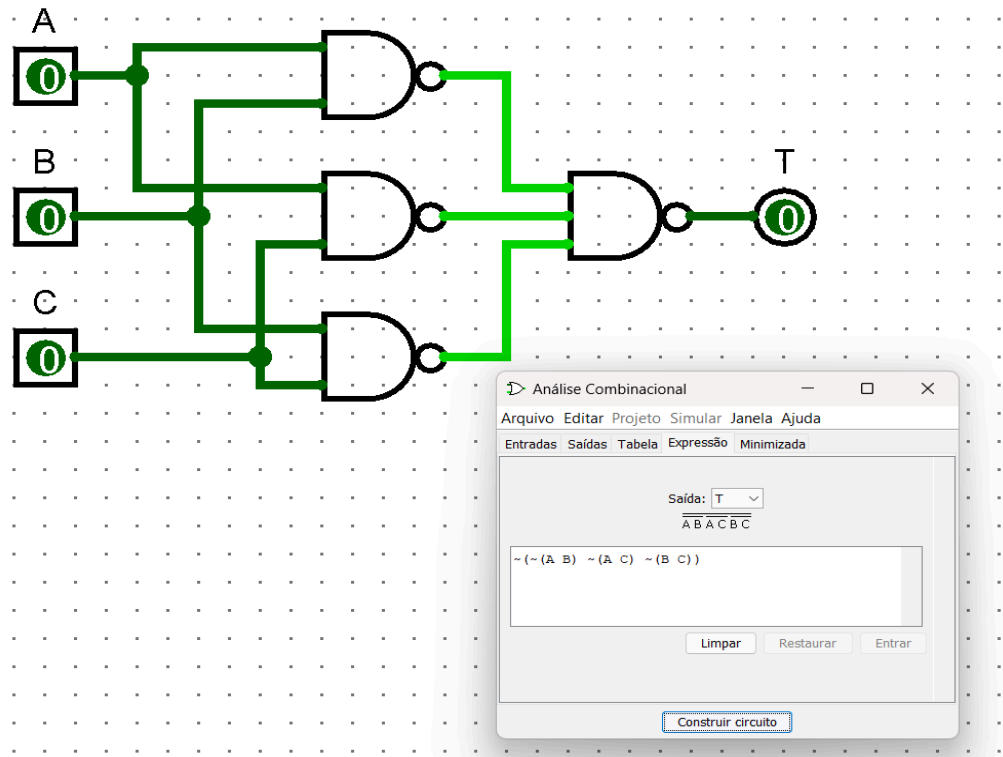 A
0
B
0
T
0
C
0
Análise Combinacional
Arquivo Editar Projeto Simular Janela Ajuda
Entradas Saídas Tabela Expressão Minimizada
Saída: T
A B A C B C
~(~(A B) ~(A C) ~(B C))
Limpar Restaurar Entrar
Construir circuito